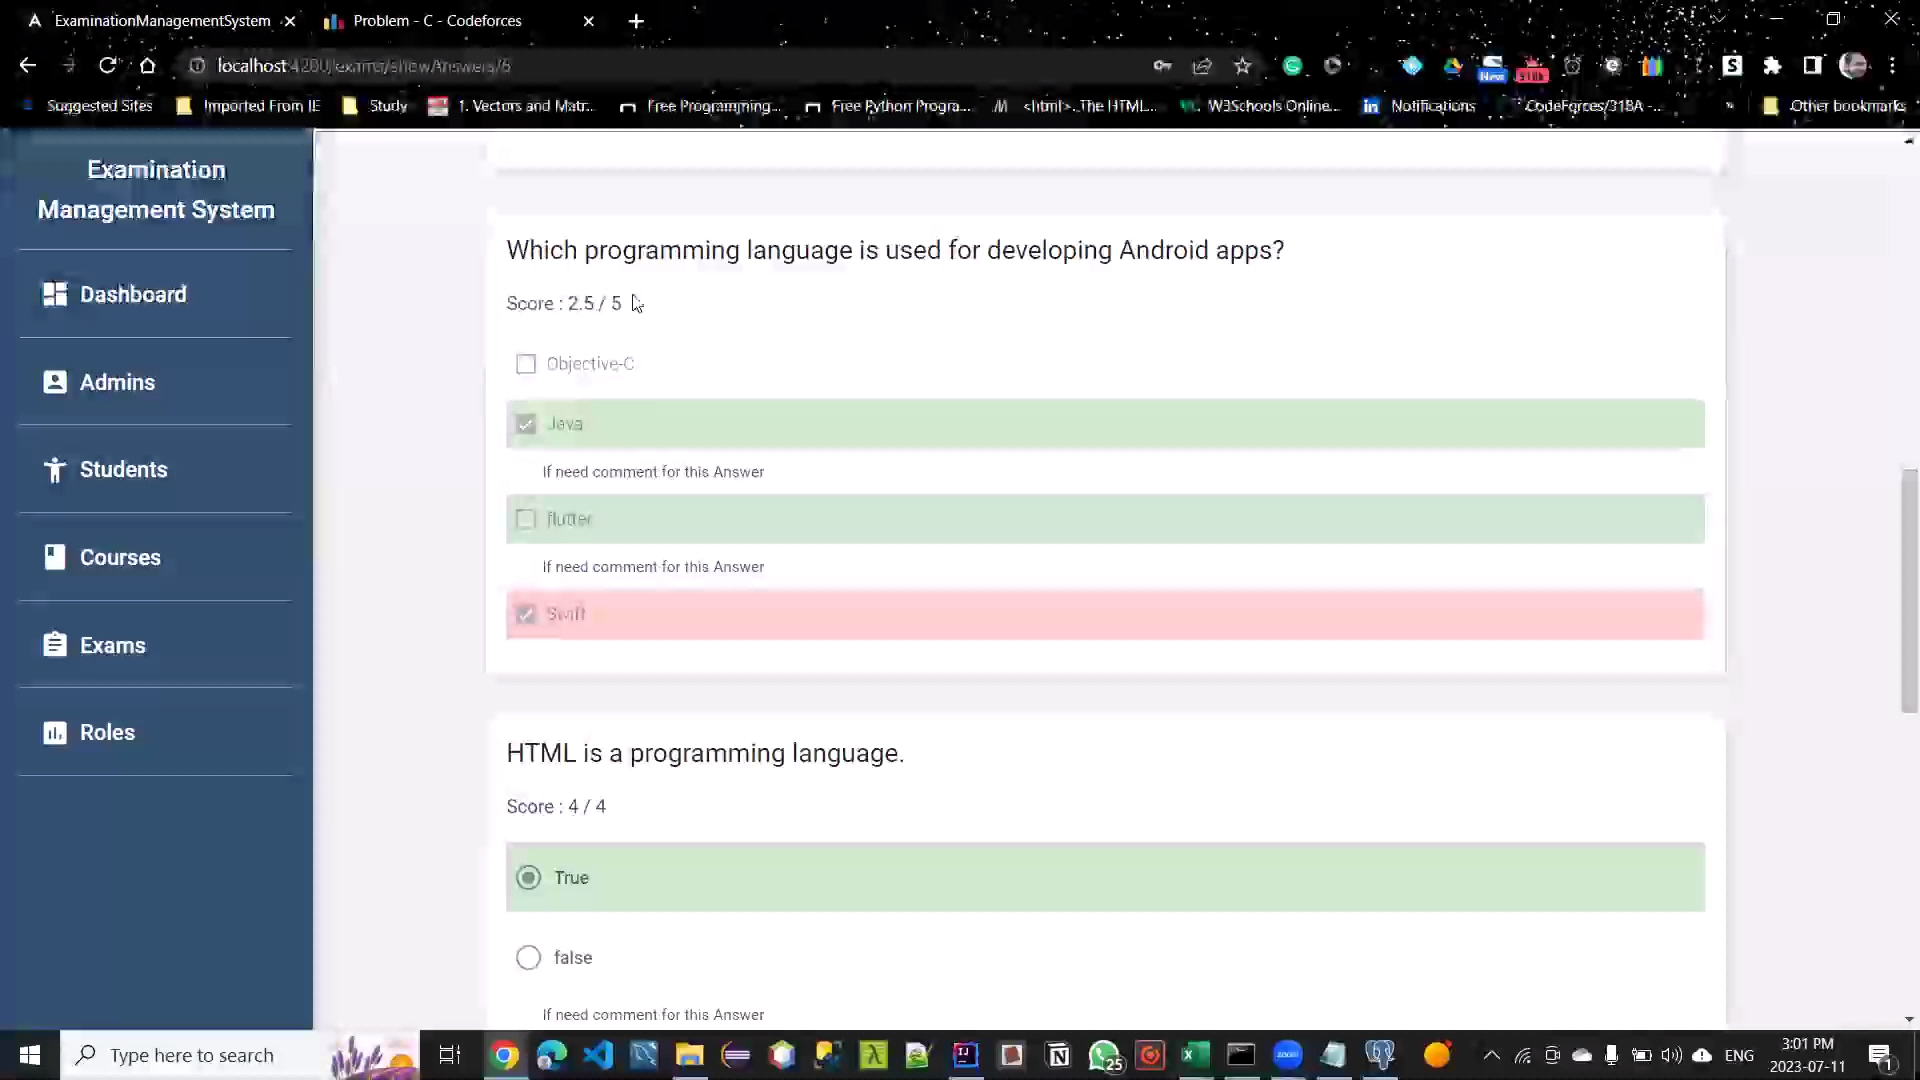 ExaminationManagementSystem
Problem - C - Codeforces
localhost:4200/exams/showAnswers/6
Suggested Sites
Imported From IE
Study
1. Vectors and Matr...
Free Programming...
Free Python Progra...
<html>..The HTML...
W3Schools Online...
Notifications
CodeForces/318A -...
»
Other bookmarks
Examination
Management System
Dashboard
Admins
Students
Courses
Exams
Roles
Which programming language is used for developing Android apps?
Score : 2.5 / 5
Objective-C
Java
If need comment for this Answer
flutter
If need comment for this Answer
Swift
HTML is a programming language.
Score : 4 / 4
True
false
If need comment for this Answer
Type here to search
25
ENG
3:01 PM
2023-07-11
1